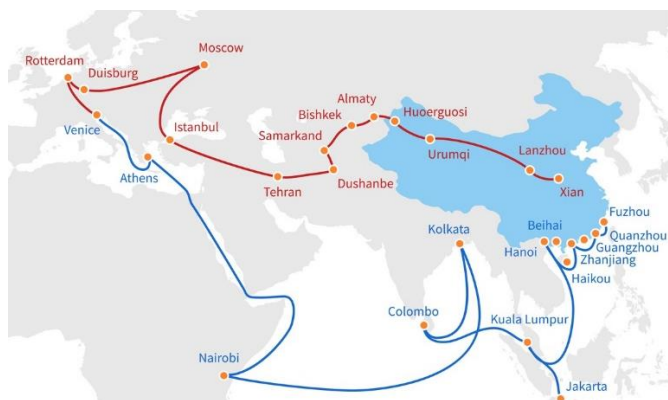 Moscow
Rotterdam
Duisburg
Venice
Istanbul
Athens
Tehran
Samarkand
Dushanbe
Bishkek
Almaty
Huoerguosi
Urumqi
Lanzhou
Xian
Fuzhou
Quanzhou
Guangzhou
Zhanjiang
Haikou
Beihai
Hanoi
Kolkata
Colombo
Kuala Lumpur
Jakarta
Nairobi